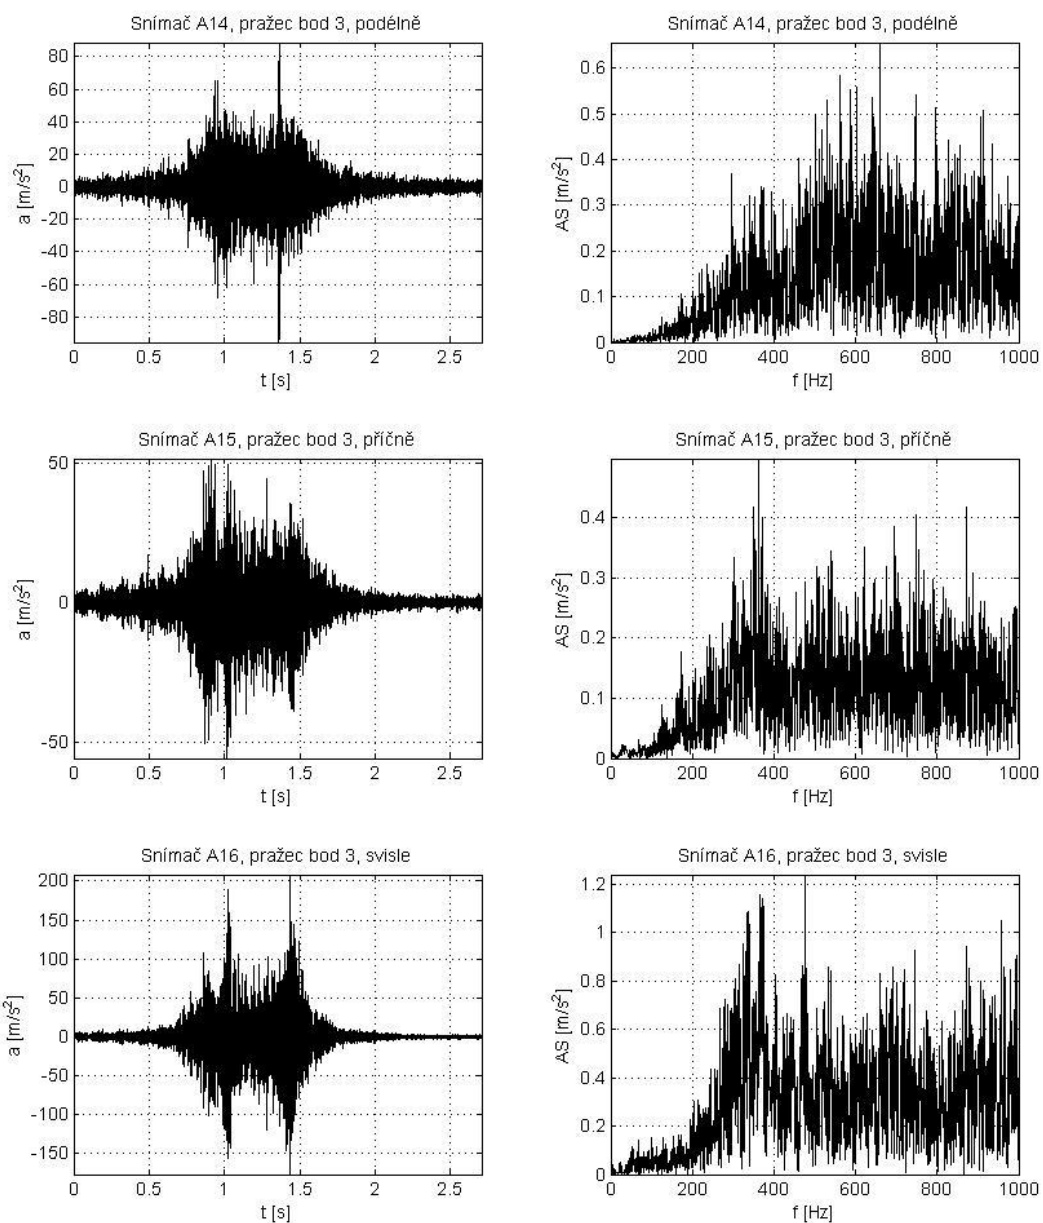 Snímač A14, pražec bod 3, podélně
80
60
40
20
0
-20
-40
-60
-80
a [m/s²]
0 0.5 1 1.5 2 2.5
t [s]
Snímač A14, pražec bod 3, podélně
0.6
0.5
0.4
0.3
0.2
0.1
0
AS [m/s²]
0 200 400 600 800 1000
f [Hz]
Snímač A15, pražec bod 3, příčně
50
0
-50
a [m/s²]
0 0.5 1 1.5 2 2.5
t [s]
Snímač A15, pražec bod 3, příčně
0.4
0.3
0.2
0.1
0
AS [m/s²]
0 200 400 600 800 1000
f [Hz]
Snímač A16, pražec bod 3, svisle
200
150
100
50
0
-50
-100
-150
a [m/s²]
0 0.5 1 1.5 2 2.5
t [s]
Snímač A16, pražec bod 3, svisle
1.2
1
0.8
0.6
0.4
0.2
0
AS [m/s²]
0 200 400 600 800 1000
f [Hz]